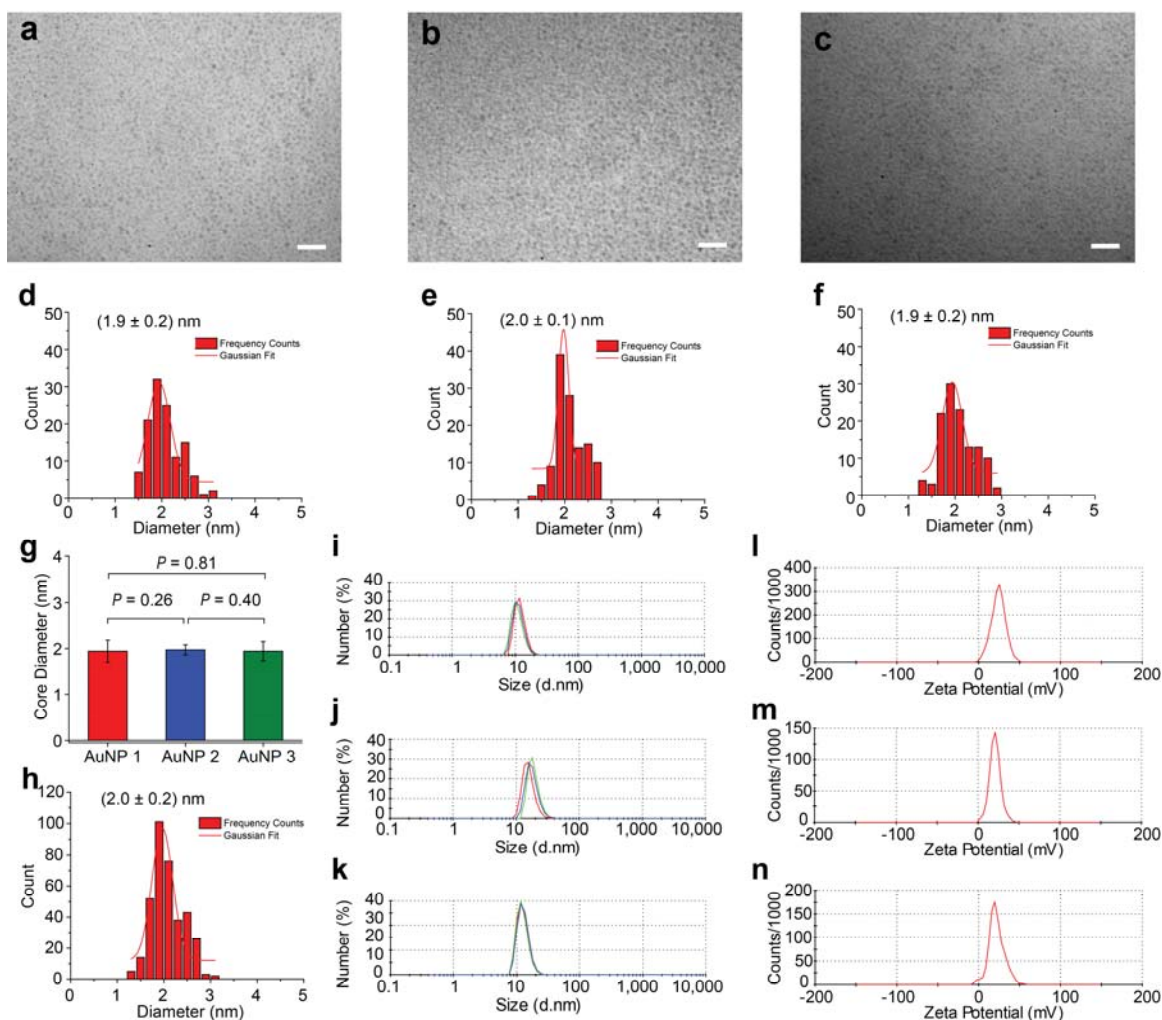 a
b
c
d
(1.9 ± 0.2) nm
Frequency Counts
Gaussian Fit
50
40
30
20
10
0
Count
0 1 2 3 4 5
Diameter (nm)
e
(2.0 ± 0.1) nm
Frequency Counts
Gaussian Fit
50
40
30
20
10
0
Count
0 1 2 3 4 5
Diameter (nm)
f
(1.9 ± 0.2) nm
Frequency Counts
Gaussian Fit
50
40
30
20
10
0
Count
0 1 2 3 4 5
Diameter (nm)
g
P = 0.81
P = 0.26 P = 0.40
4
3
2
1
0
Core Diameter (nm)
AuNP 1 AuNP 2 AuNP 3
h
(2.0 ± 0.2) nm
Frequency Counts
Gaussian Fit
120
100
80
60
40
20
0
Count
0 1 2 3 4 5
Diameter (nm)
i
40
30
20
10
0
Number (%)
0.1 1 10 100 1,000 10,000
Size (d.nm)
j
40
30
20
10
0
Number (%)
0.1 1 10 100 1,000 10,000
Size (d.nm)
k
40
30
30
10
0
Number (%)
0.1 1 10 100 1,000 10,000
Size (d.nm)
l
400
300
200
100
0
Counts/1000
-200 -100 0 100 200
Zeta Potential (mV)
m
150
100
50
0
Counts/1000
-200 -100 0 100 200
Zeta Potential (mV)
n
200
150
100
50
0
Counts/1000
-200 -100 0 100 200
Zeta Potential (mV)